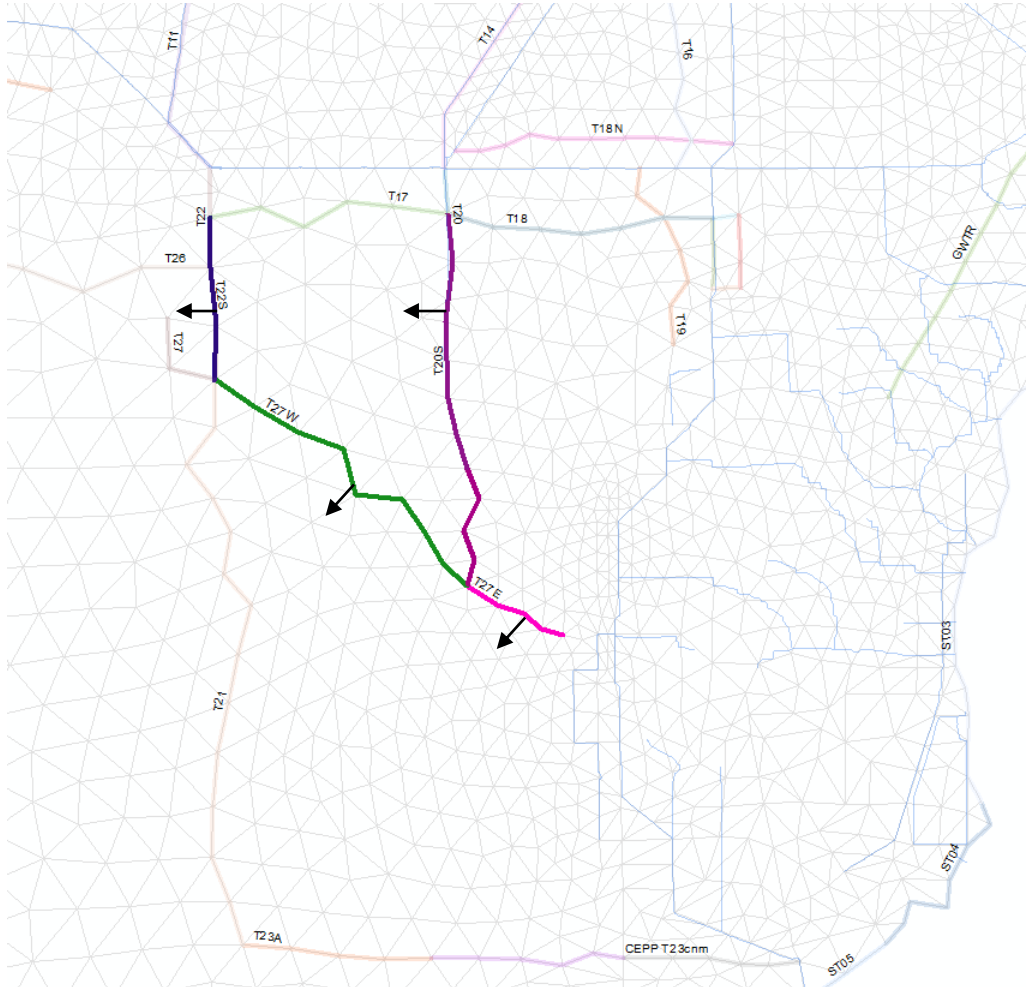 T11
T14
T16
T18N
T17
T22
T20
T18
GWTR
T26
T22S
T19
T27
T20S
T27W
T27E
ST03
T21
ST04
T23A
CEPP T23cnm
ST05